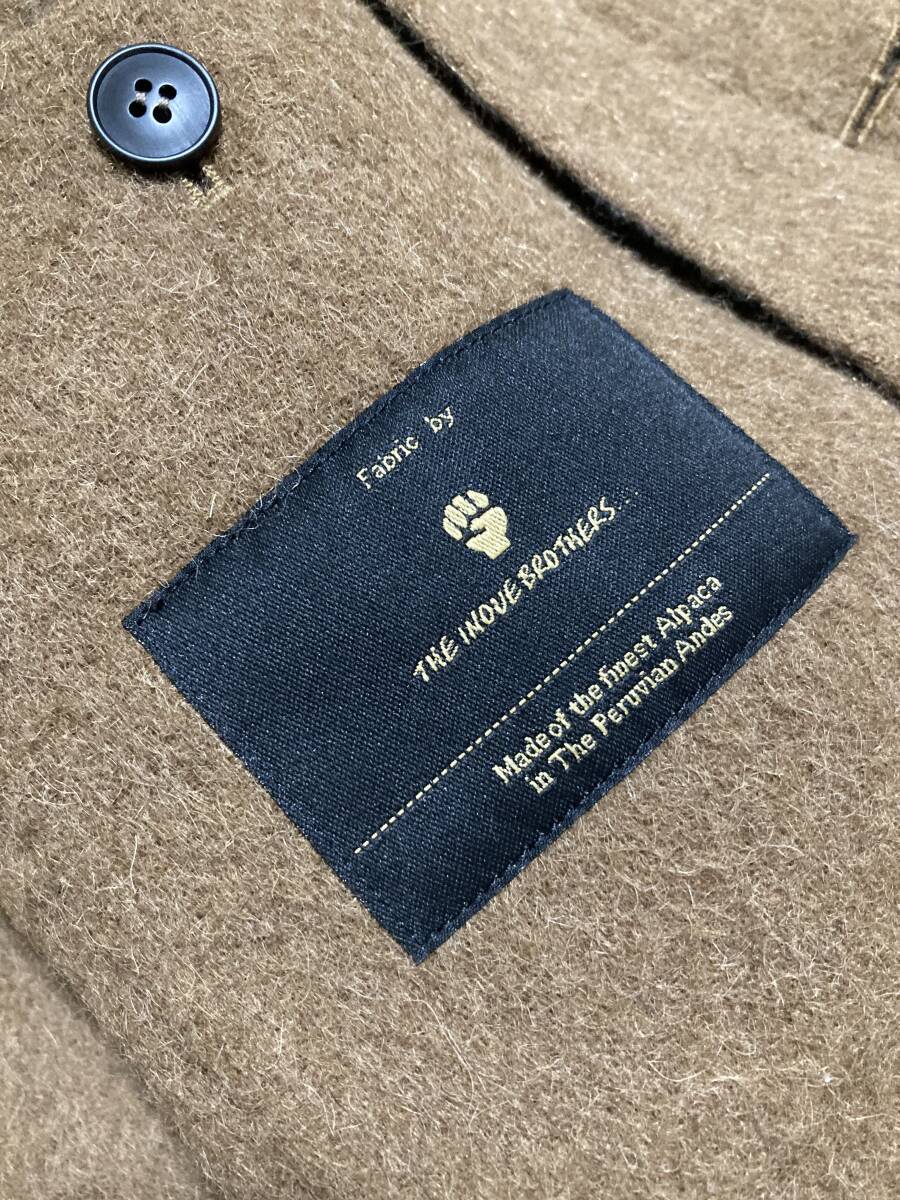 Fabric by
THE INOUE BROTHERS...
Made of the finest Alpaca
in The Peruvian Andes